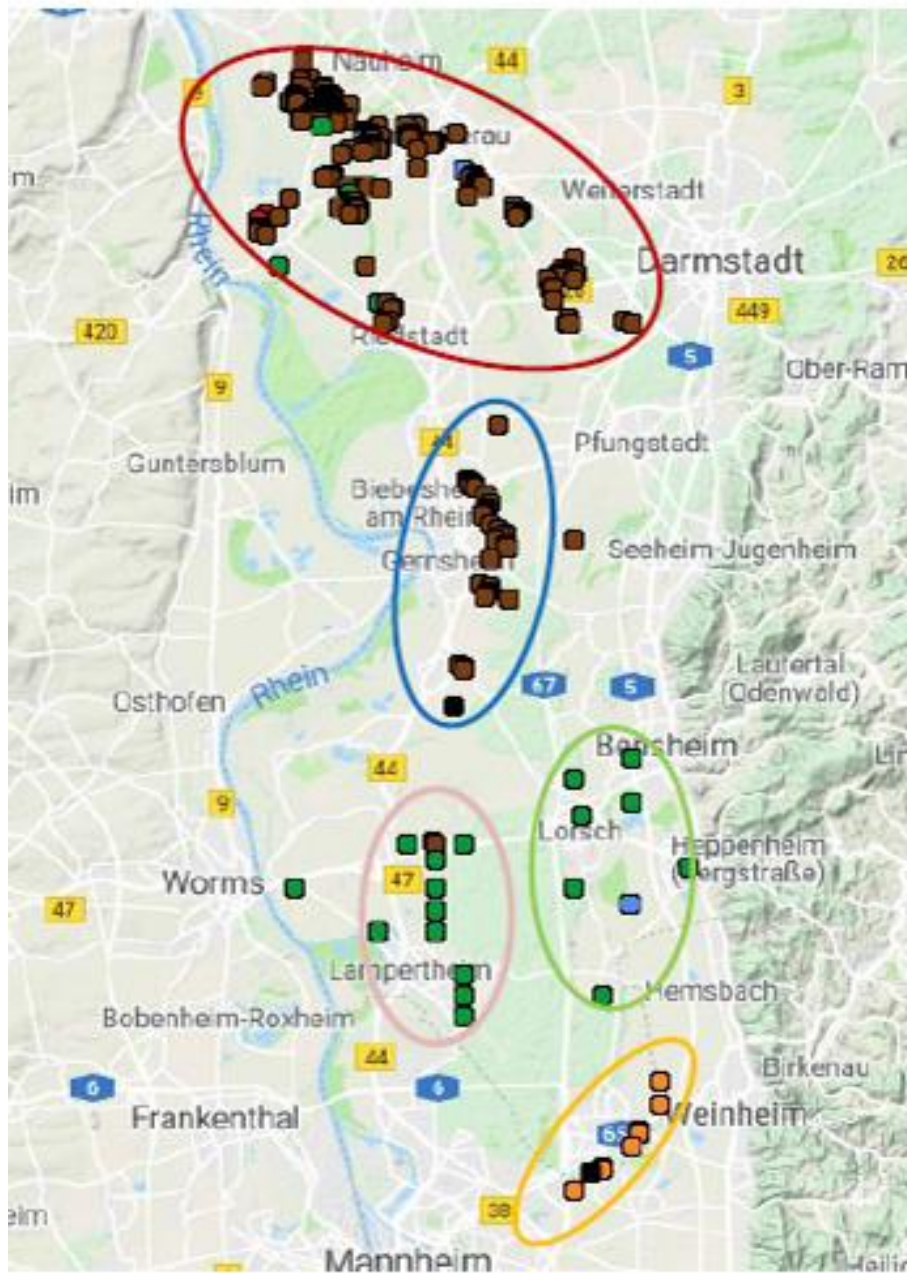 Nauheim
44
3
Weiterstadt
Rhein
Darmstadt
26
420
449
Riedstadt
5
Ober-Ram
9
44
Pfungstadt
Guntersblum
Biebeshe
am Rhein
Gernsheim
Seeheim-Jugenheim
Rhein
67
5
Lautertal
(Odenwald)
Osthofen
Bensheim
44
9
Lorsch
Heppenheim
(Bergstraße)
Worms
47
47
Lampertheim
Hemsbach
Bobenheim-Roxheim
44
Birkenau
6
6
Frankenthal
Weinheim
38
Mannheim